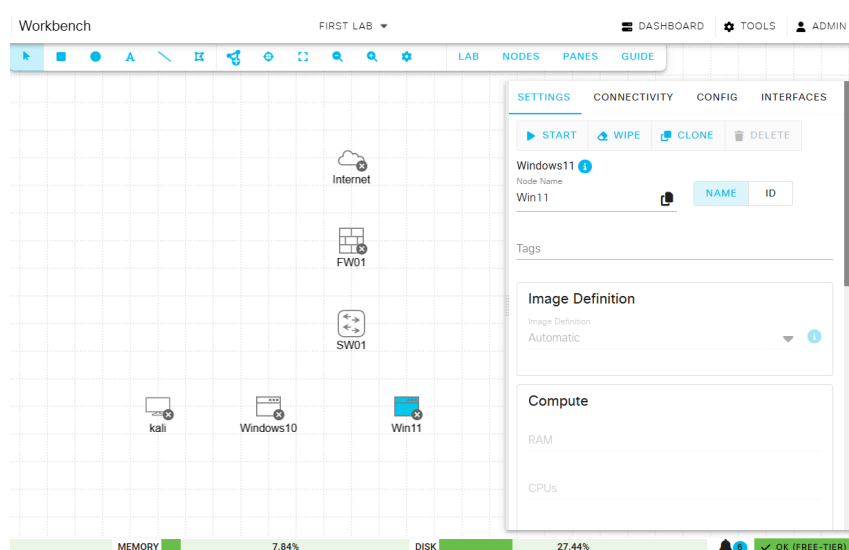 Workbench
FIRST LAB
DASHBOARD
TOOLS
ADMIN
A
LAB
NODES
PANES
GUIDE
SETTINGS
CONNECTIVITY
CONFIG
INTERFACES
START
WIPE
CLONE
DELETE
Windows11
Node Name
Win11
NAME
ID
Tags
Image Definition
Image Definition
Automatic
Compute
RAM
CPUs
Internet
FW01
SW01
kali
Windows10
Win11
MEMORY
7.84%
DISK
27.44%
6
OK (FREE-TIER)